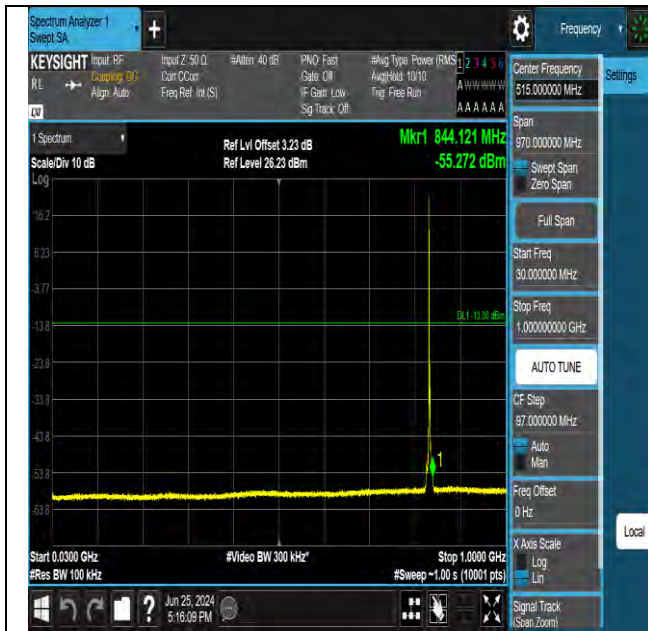 Spectrum Analyzer 1
Swept SA
+
Frequency
KEYSIGHT
RL
LXI
Input: RF
Coupling: DC
Align: Auto
Input Z: 50 Ω
Corr CCorr
Freq Ref: Int (S)
#Atten: 40 dB
PNO: Fast
Gate: Off
IF Gain: Low
Sig Track: Off
#Avg Type: Power (RMS
Avg|Hold: 10/10
Trig: Free Run
1 2 3 4 5 6
A W W W W W
A A A A A A
Center Frequency
515.000000 MHz
Settings
1 Spectrum
Ref Lvl Offset 3.23 dB
Mkr1 844.121 MHz
Scale/Div 10 dB
Ref Level 26.23 dBm
-55.272 dBm
Log
16.2
6.23
-3.77
-13.8
-23.8
-33.8
-43.8
-53.8
-63.8
DL1 -13.00 dBm
1
Span
970.000000 MHz
Swept Span
Zero Span
Full Span
Start Freq
30.000000 MHz
Stop Freq
1.000000000 GHz
AUTO TUNE
CF Step
97.000000 MHz
Auto
Man
Freq Offset
0 Hz
X Axis Scale
Log
Lin
Local
Signal Track
(Span Zoom)
Start 0.0300 GHz
#Video BW 300 kHz*
Stop 1.0000 GHz
#Res BW 100 kHz
#Sweep ~1.00 s (10001 pts)
?
Jun 25, 2024
5:16:09 PM